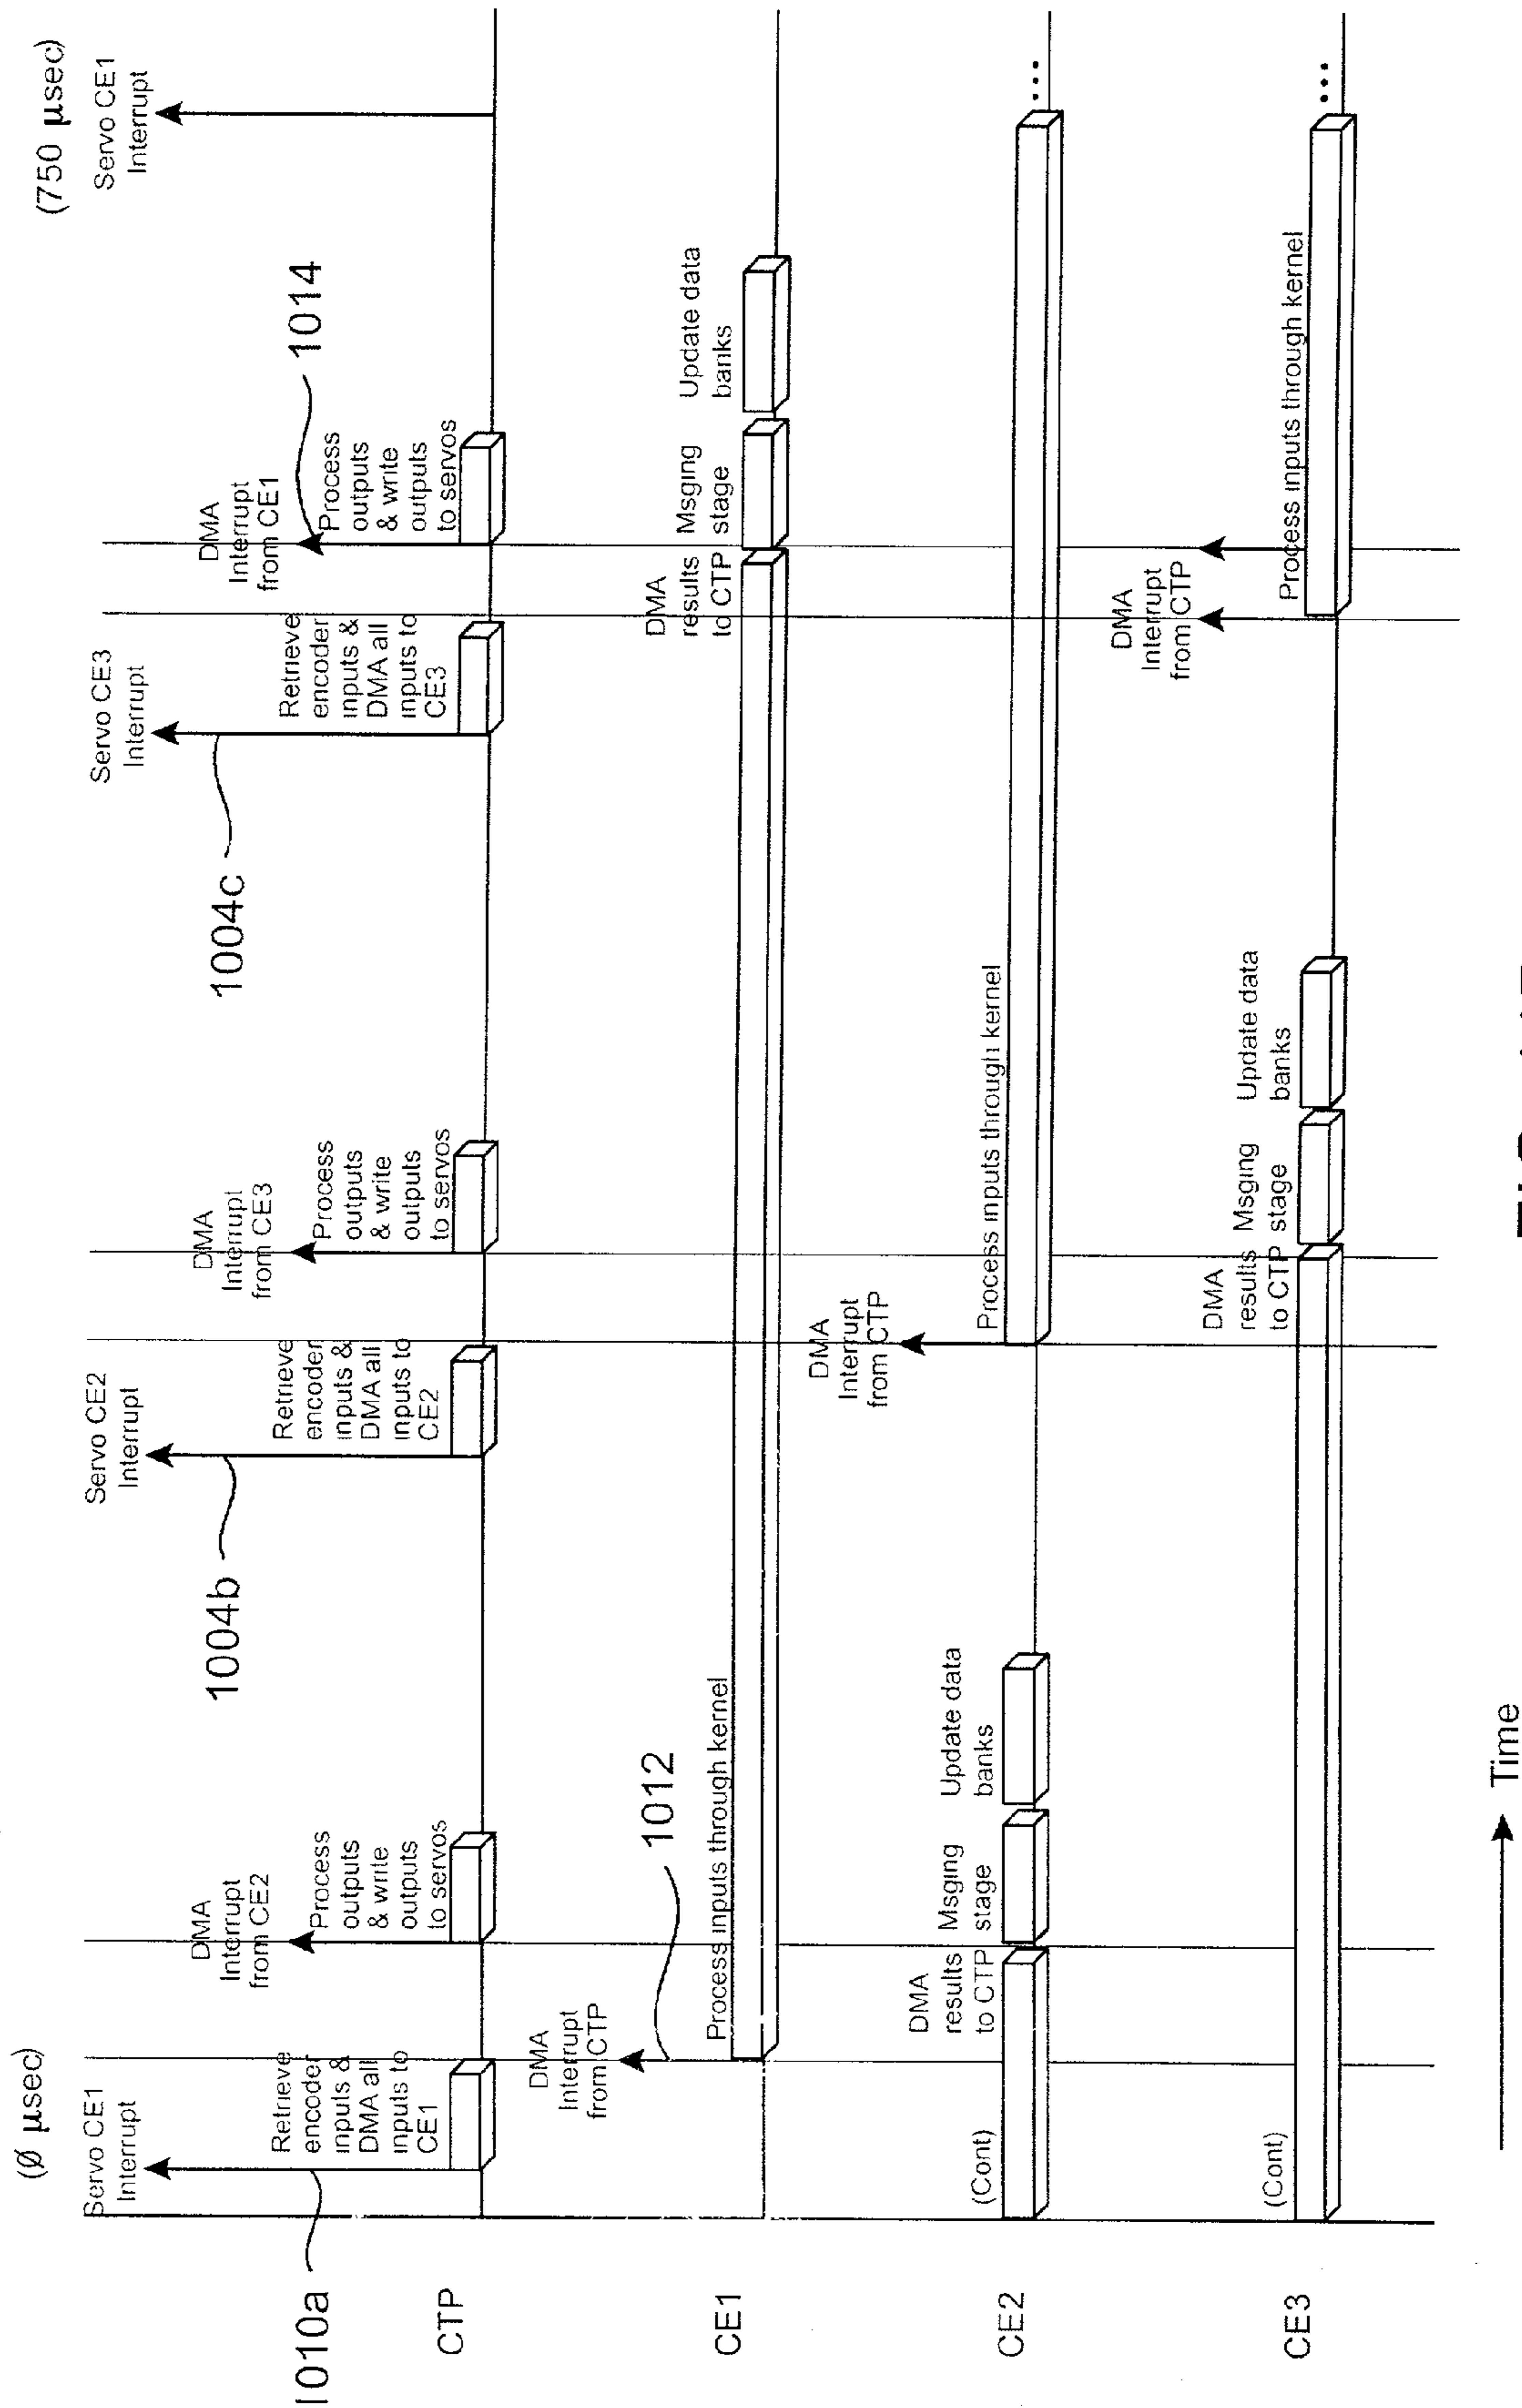 (Ø µsec)
(750 µsec)
Servo CE1
Interrupt
Servo CE2
Interrupt
Servo CE3
Interrupt
Servo CE1
Interrupt
1010a
1004b
1004c
1014
DMA
Interrupt
from CE2
DMA
Interrupt
from CE3
DMA
Interrupt
from CE1
Retrieve
encoder
inputs &
DMA all
inputs to
CE1
Process
outputs
& write
outputs
to servos
Retrieve
encoder
inputs &
DMA all
inputs to
CE2
Process
outputs
& write
outputs
to servos
Retrieve
encoder
inputs &
DMA all
inputs to
CE3
Process
outputs
& write
outputs
to servos
CTP
DMA
Interrupt
from CTP
1012
Process inputs through kernel
DMA
results
to CTP
Msging
stage
Update data
banks
CE1
DMA
Interrupt
from CTP
(Cont)
DMA
results
to CTP
Msging
stage
Update data
banks
Process inputs through kernel
...
CE2
DMA
Interrupt
from CTP
(Cont)
DMA
results
to CTP
Msging
stage
Update data
banks
Process inputs through kernel
...
CE3
Time